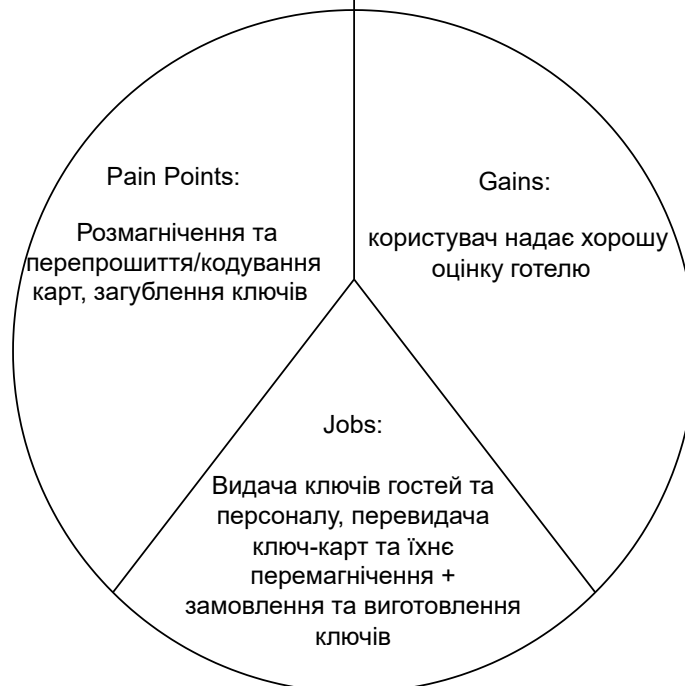 Pain Points:
Розмагнічення та
перепрошиття/кодування
карт, загублення ключів
Gains:
користувач надає хорошу
оцінку готелю
Jobs:
Видача ключів гостей та
персоналу, перевидача
ключ-карт та їхнє
перемагнічення +
замовлення та виготовлення
ключів